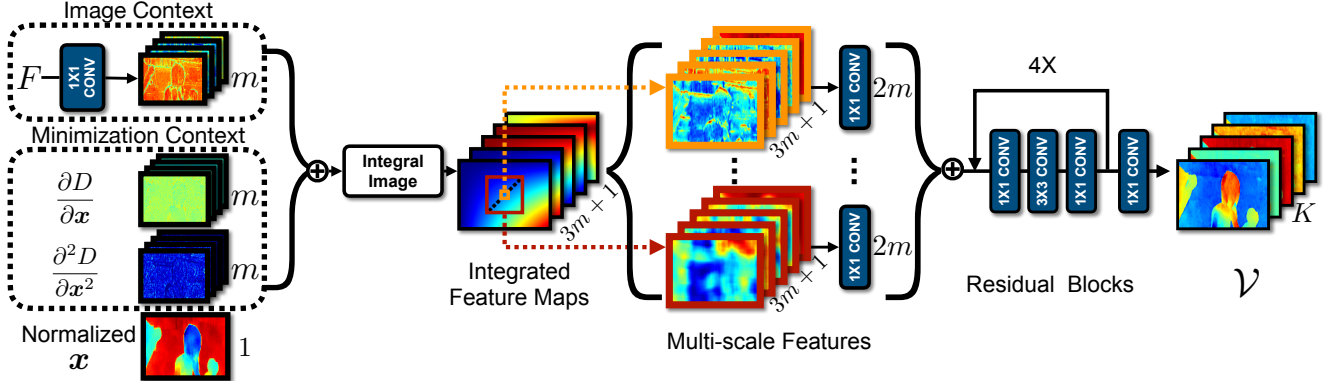 Image Context
F
1X1 CONV
m
Minimization Context
∂D
∂x
m
∂²D
∂x²
m
Normalized
x
1
Integral
Image
3m + 1
Integrated
Feature Maps
3m + 1
1X1 CONV
2m
3m + 1
1X1 CONV
2m
Multi-scale Features
4X
1X1 CONV
3X3 CONV
1X1 CONV
1X1 CONV
K
Residual Blocks
𝒱